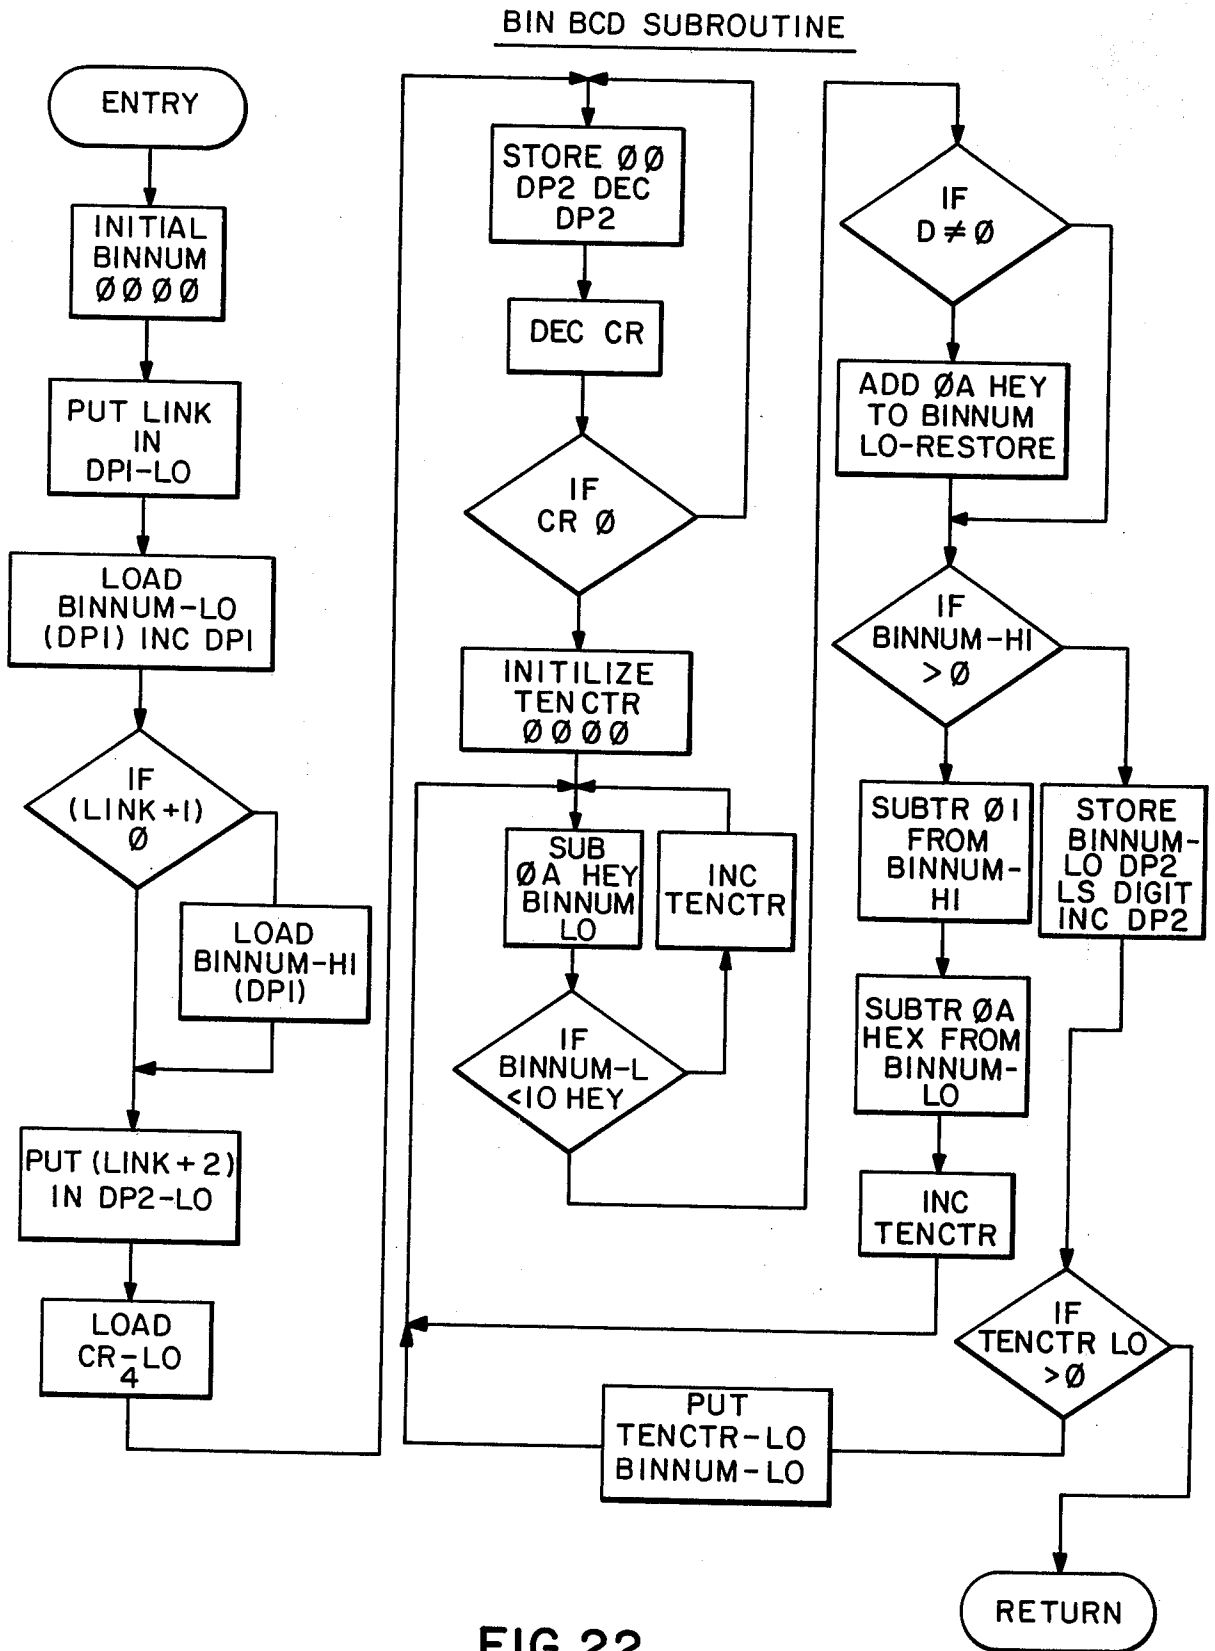 BIN BCD SUBROUTINE
ENTRY
INITIAL
BINNUM
ØØØØ
PUT LINK
IN
DPI-LO
LOAD
BINNUM-LO
(DPI) INC DPI
IF
(LINK+1)
Ø
LOAD
BINNUM-HI
(DPI)
PUT (LINK+2)
IN DP2-LO
LOAD
CR-LO
4
STORE ØØ
DP2 DEC
DP2
DEC CR
IF
CR Ø
INITILIZE
TENCTR
ØØØØ
SUB
ØA HEY
BINNUM
LO
INC
TENCTR
IF
BINNUM-L
<10 HEY
IF
D≠Ø
ADD ØA HEY
TO BINNUM
LO-RESTORE
IF
BINNUM-HI
>Ø
SUBTR Ø1
FROM
BINNUM-
HI
STORE
BINNUM-
LO DP2
LS DIGIT
INC DP2
SUBTR ØA
HEX FROM
BINNUM-
LO
INC
TENCTR
IF
TENCTR LO
>Ø
PUT
TENCTR-LO
BINNUM-LO
RETURN
FIG.22